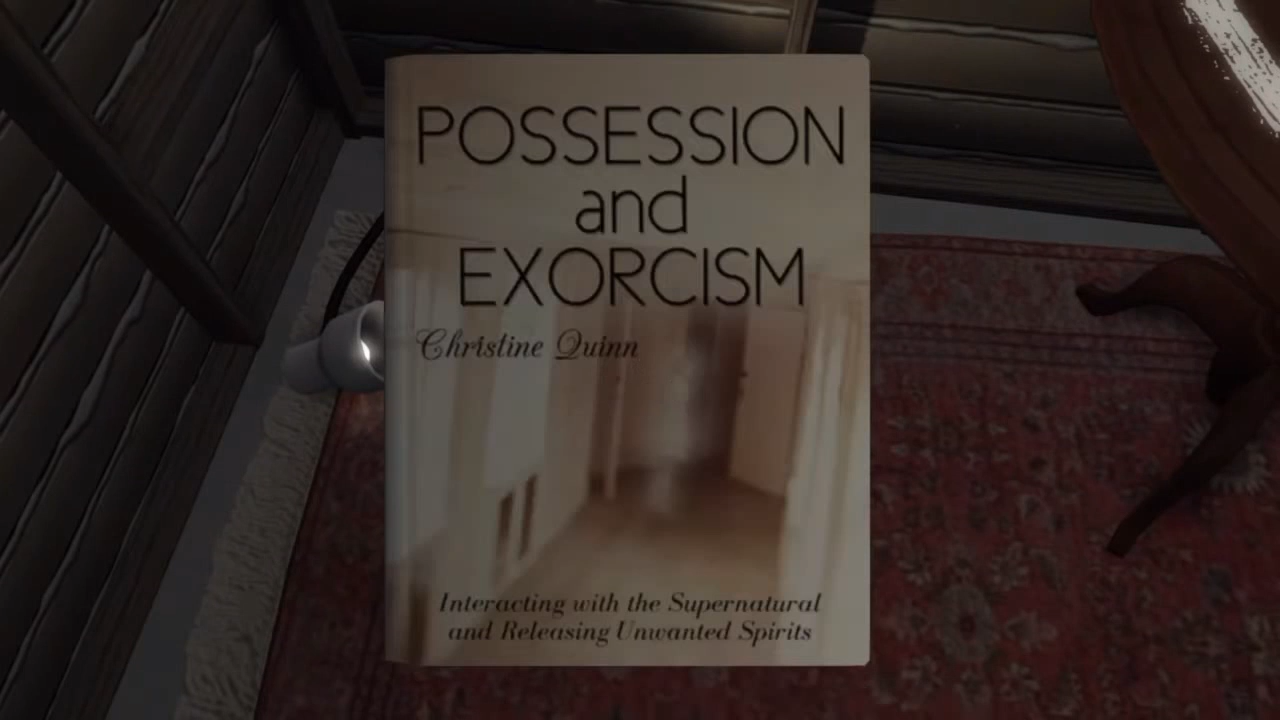 POSSESSION
and
EXORCISM
Christine Quinn
Interacting with the Supernatural
and Releasing Unwanted Spirits